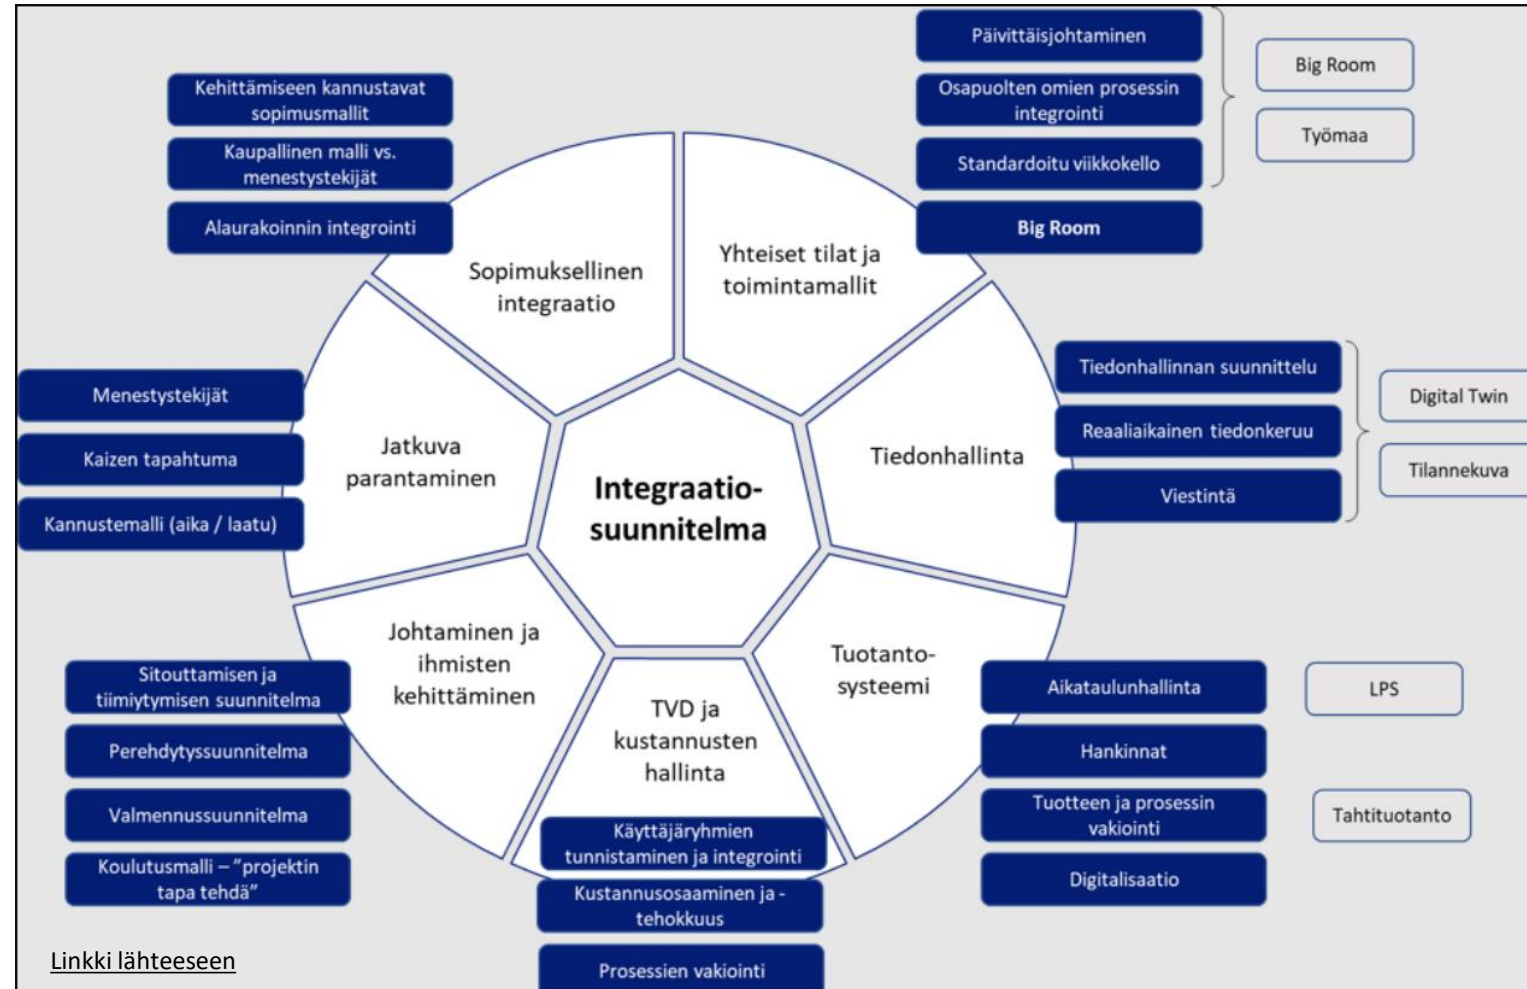 Kehittämiseen kannustavat
sopimusmallit
Kaupallinen malli vs.
menestystekijät
Alaurakoinnin integrointi
Sopimuksellinen
integraatio
Päivittäisjohtaminen
Osapuolten omien prosessin
integrointi
Standardoitu viikkokello
Big Room
Big Room
Työmaa
Yhteiset tilat ja
toimintamallit
Tiedonhallinnan suunnittelu
Reaaliaikainen tiedonkeruu
Viestintä
Digital Twin
Tilannekuva
Tiedonhallinta
Menestystekijät
Kaizen tapahtuma
Kannustemalli (aika / laatu)
Jatkuva
parantaminen
Integraatio-
suunnitelma
Johtaminen ja
ihmisten
kehittäminen
Sitouttamisen ja
tiimiytymisen suunnitelma
Perehdytyssuunnitelma
Valmennussuunnitelma
Koulutusmalli – ”projektin
tapa tehdä”
TVD ja
kustannusten
hallinta
Käyttäjäryhmien
tunnistaminen ja integrointi
Kustannusosaaminen ja -
tehokkuus
Prosessien vakiointi
Tuotanto-
systeemi
Aikataulunhallinta
Hankinnat
Tuotteen ja prosessin
vakiointi
Digitalisaatio
LPS
Tahtituotanto
Linkki lähteeseen